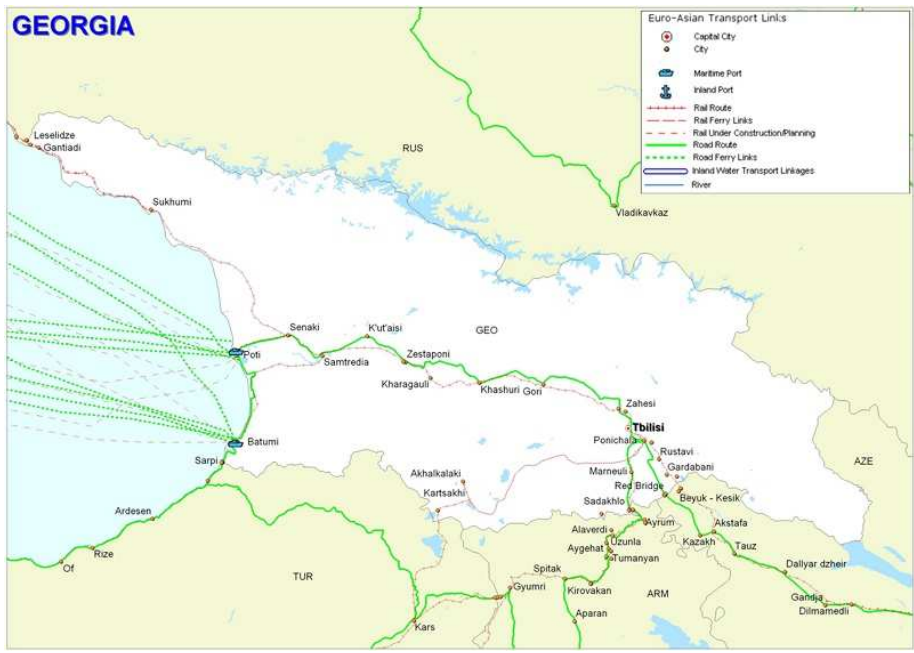 GEORGIA
Euro-Asian Transport Links
Capital City
City
Maritime Port
Inland Port
Rail Route
Rail Ferry Links
Rail Under Construction/Planning
Road Route
Road Ferry Links
Inland Water Transport Linkages
River
Leselidze
Gantiadi
RUS
Sukhumi
Vladikavkaz
Senaki
K'ut'aisi
GEO
Poti
Samtredia
Zestaponi
Kharagauli
Khashuri
Gori
Zahesi
Tbilisi
Batumi
Ponichala
Rustavi
Sarpi
AZE
Akhalkalaki
Marneuli
Gardabani
Kartsakhi
Red Bridge
Beyuk - Kesik
Sadakhlo
Ardesen
Ayrum
Akstafa
Alaverdi
Kazakh
Uzunla
Rize
Aygehat
Tauz
Of
Tumanyan
Dallyar dzheir
TUR
Spitak
Gyumri
Kirovakan
ARM
Gandja
Aparan
Dilmamedli
Kars